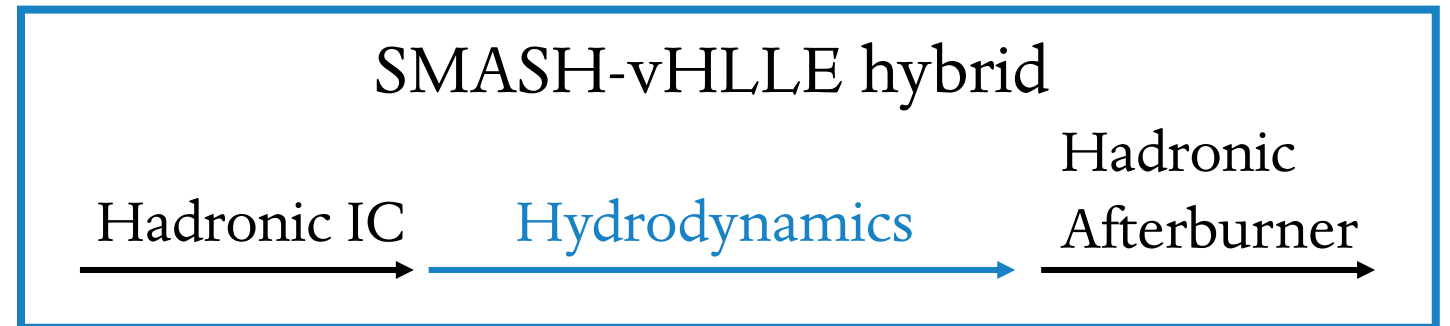 SMASH-vHLLE hybrid
Hadronic IC
Hydrodynamics
Hadronic
Afterburner